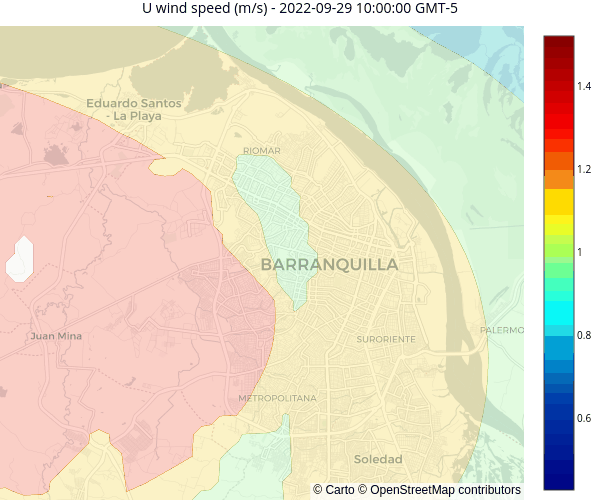 U wind speed (m/s) - 2022-09-29 10:00:00 GMT-5
Eduardo Santos
- La Playa
RIOMAR
BARRANQUILLA
Juan Mina
SURORIENTE
PALERMO
METROPOLITANA
Soledad
© Carto © OpenStreetMap contributors
1.4
1.2
1
0.8
0.6